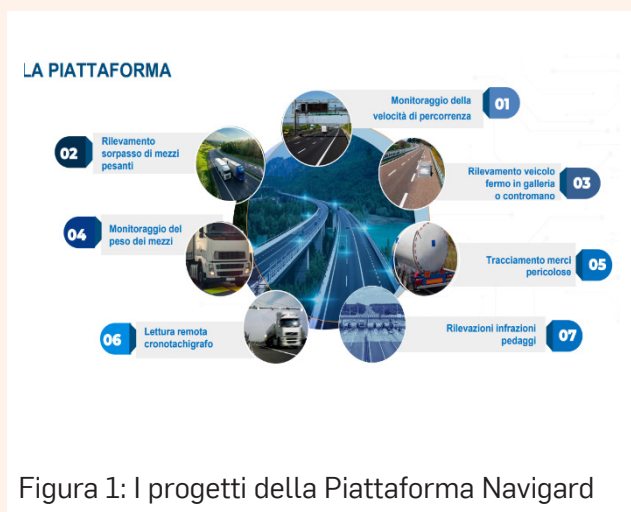 LA PIATTAFORMA
Monitoraggio della
velocità di percorrenza
01
02
Rilevamento
sorpasso di mezzi
pesanti
Rilevamento veicolo
fermo in galleria
o contromano
03
04
Monitoraggio del
peso dei mezzi
Tracciamento merci
pericolose
05
06
Lettura remota
cronotachigrafo
Rilevazioni infrazioni
pedaggi
07
Figura 1: I progetti della Piattaforma Navigard